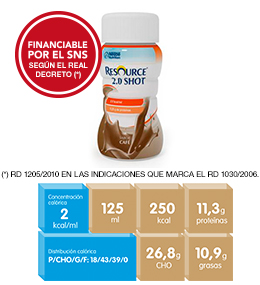 FINANCIABLE
POR EL SNS
SEGÚN EL REAL
DECRETO (*)
Nestlé
RESOURCE
2.0 SHOT
CAFÉ
(*) RD 1205/2010 EN LAS INDICACIONES QUE MARCA EL RD 1030/2006.
Concentración
calórica
2
kcal/ml
125
ml
250
kcal
11,3g
proteínas
Distribución calórica
P/CHO/G/F: 18/43/39/0
26,8g
CHO
10,9g
grasas